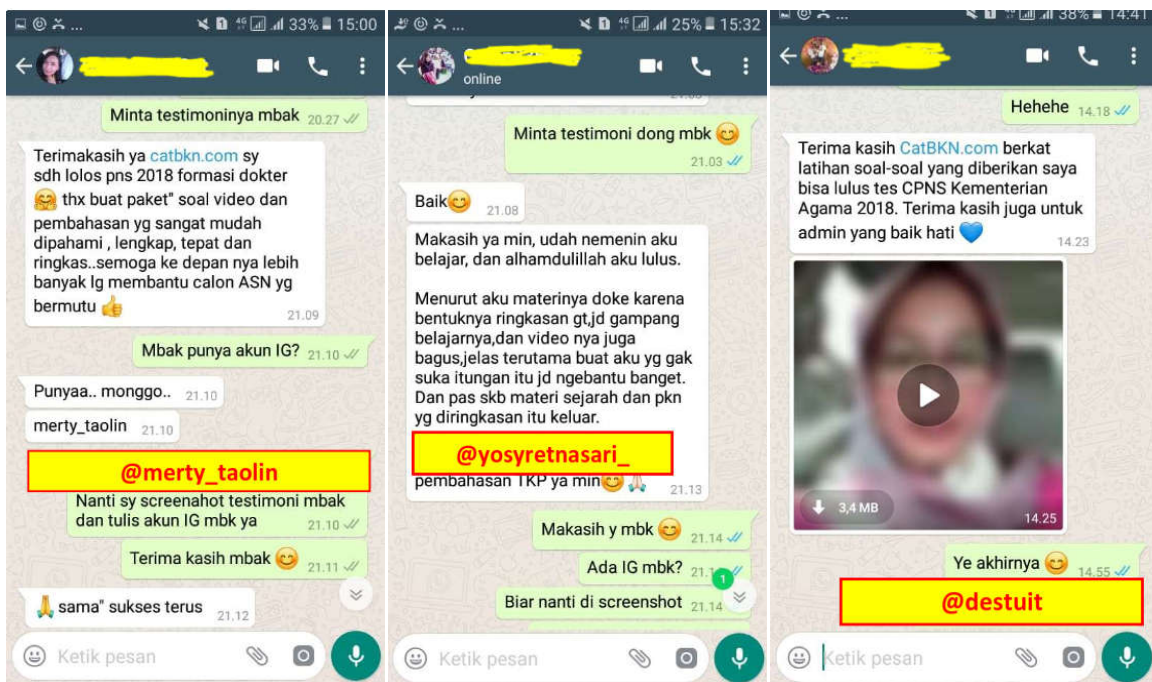 33% 15:00
Minta testimoninya mbak 20.27
Terimakasih ya catbkn.com sy
sdh lolos pns 2018 formasi dokter
thx buat paket" soal video dan
pembahasan yg sangat mudah
dipahami , lengkap, tepat dan
ringkas..semoga ke depan nya lebih
banyak lg membantu calon ASN yg
bermutu
21.09
Mbak punya akun IG? 21.10
Punyaa.. monggo.. 21.10
merty_taolin 21.10
@merty_taolin
Nanti sy screenahot testimoni mbak
dan tulis akun IG mbk ya 21.10
Terima kasih mbak 21.11
sama" sukses terus 21.12
Ketik pesan
25% 15:32
online
Minta testimoni dong mbk
21.03
Baik 21.08
Makasih ya min, udah nemenin aku
belajar, dan alhamdulillah aku lulus.
Menurut aku materinya doke karena
bentuknya ringkasan gt,jd gampang
belajarnya,dan video nya juga
bagus,jelas terutama buat aku yg gak
suka itungan itu jd ngebantu banget.
Dan pas skb materi sejarah dan pkn
yg diringkasan itu keluar.
@yosyretnasari_
pembahasan TKP ya min 21.13
Makasih y mbk 21.14
Ada IG mbk?
1
Biar nanti di screenshot 21.14
Ketik pesan
38% 14:41
Hehehe 14.18
Terima kasih CatBKN.com berkat
latihan soal-soal yang diberikan saya
bisa lulus tes CPNS Kementerian
Agama 2018. Terima kasih juga untuk
admin yang baik hati 14.23
3,4 MB
14.25
Ye akhirnya 14.55
@destuit
Ketik pesan